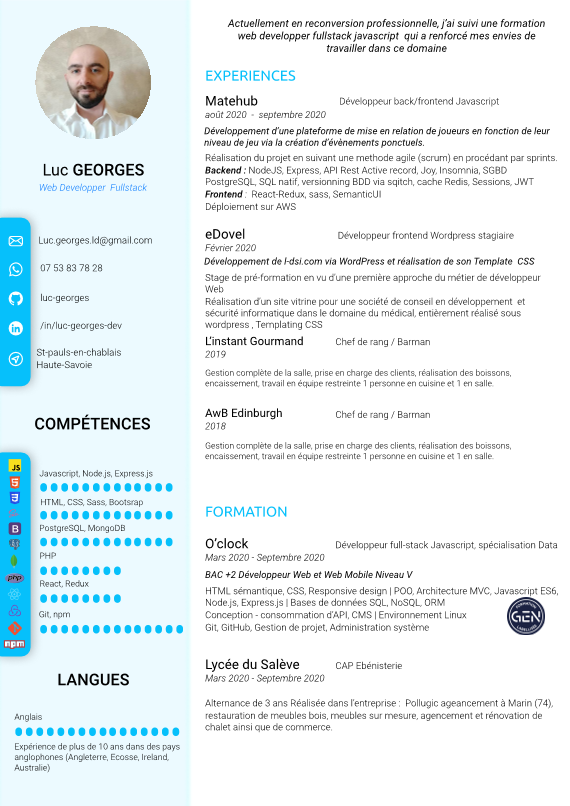 Luc GEORGES
Web Developper Fullstack
Luc.georges.ld@gmail.com
07 53 83 78 28
luc-georges
/in/luc-georges-dev
St-pauls-en-chablais
Haute-Savoie
COMPÉTENCES
JS
Javascript, Node.js, Express.js
HTML, CSS, Sass, Bootsrap
PostgreSQL, MongoDB
B
PHP
php
React, Redux
Git, npm
npm
LANGUES
Anglais
Expérience de plus de 10 ans dans des pays
anglophones (Angleterre, Ecosse, Ireland,
Australie)
Actuellement en reconversion professionnelle, j'ai suivi une formation
web developper fullstack javascript qui a renforcé mes envies de
travailler dans ce domaine
EXPERIENCES
Matehub Développeur back/frontend Javascript
août 2020 - septembre 2020
Développement d'une plateforme de mise en relation de joueurs en fonction de leur
niveau de jeu via la création d'évènements ponctuels.
Réalisation du projet en suivant une methode agile (scrum) en procédant par sprints.
Backend : NodeJS, Express, API Rest Active record, Joy, Insomnia, SGBD
PostgreSQL, SQL natif, versionning BDD via sqitch, cache Redis, Sessions, JWT
Frontend : React-Redux, sass, SemanticUI
Déploiement sur AWS
eDovel Développeur frontend Wordpress stagiaire
Février 2020
Développement de l-dsi.com via WordPress et réalisation de son Template CSS
Stage de pré-formation en vu d'une première approche du métier de développeur
Web
Réalisation d'un site vitrine pour une société de conseil en développement et
sécurité informatique dans le domaine du médical, entièrement réalisé sous
wordpress , Templating CSS
L'instant Gourmand Chef de rang / Barman
2019
Gestion complète de la salle, prise en charge des clients, réalisation des boissons,
encaissement, travail en équipe restreinte 1 personne en cuisine et 1 en salle.
AwB Edinburgh Chef de rang / Barman
2018
Gestion complète de la salle, prise en charge des clients, réalisation des boissons,
encaissement, travail en équipe restreinte 1 personne en cuisine et 1 en salle.
FORMATION
O'clock Développeur full-stack Javascript, spécialisation Data
Mars 2020 - Septembre 2020
BAC +2 Développeur Web et Web Mobile Niveau V
HTML sémantique, CSS, Responsive design | POO, Architecture MVC, Javascript ES6,
Node.js, Express.js | Bases de données SQL, NoSQL, ORM
Conception - consommation d'API, CMS | Environnement Linux
Git, GitHub, Gestion de projet, Administration système
GEN
Lycée du Salève CAP Ebénisterie
Mars 2020 - Septembre 2020
Alternance de 3 ans Réalisée dans l'entreprise : Pollugic ageancement à Marin (74),
restauration de meubles bois, meubles sur mesure, agencement et rénovation de
chalet ainsi que de commerce.